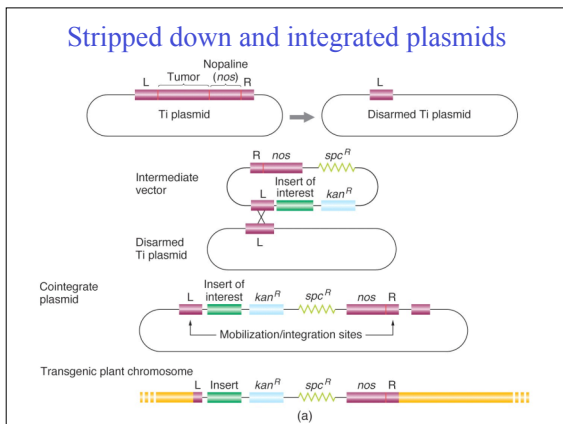 Stripped down and integrated plasmids
Nopaline
L Tumor (nos) R
Ti plasmid
L
Disarmed Ti plasmid
R nos spcR
Intermediate
vector
Insert of
L interest kanR
Disarmed
Ti plasmid
L
Cointegrate
plasmid
Insert of
L interest kanR spcR nos R
Mobilization/integration sites
Transgenic plant chromosome
L Insert kanR spcR nos R
(a)